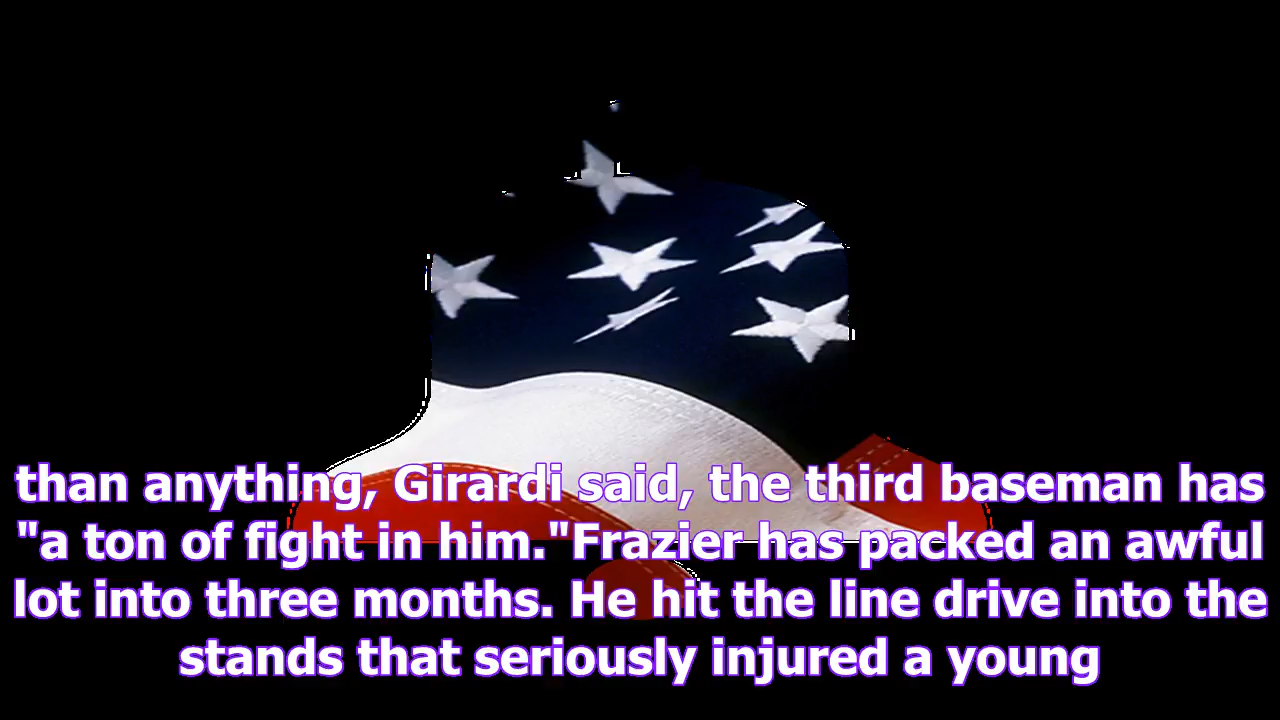 than anything, Girardi said, the third baseman has
"a ton of fight in him."Frazier has packed an awful
lot into three months. He hit the line drive into the
stands that seriously injured a young